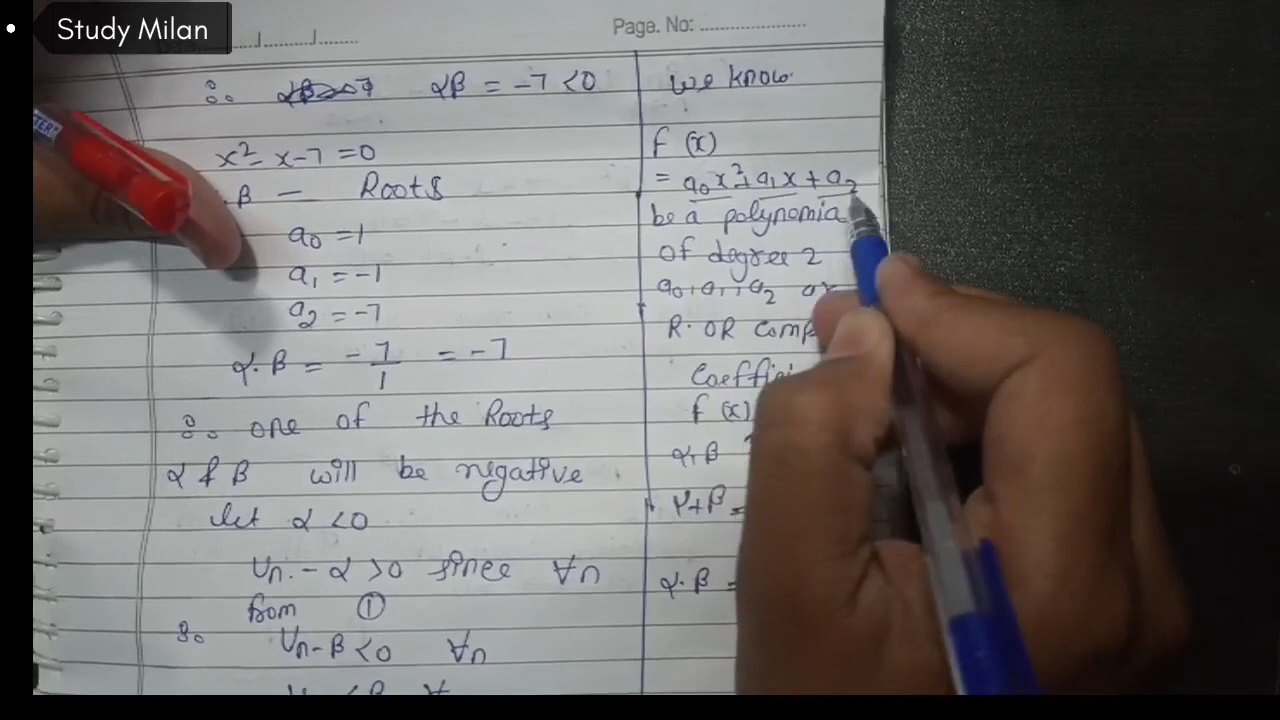 Study Milan
Page. No:
∴ αβ = -7 < 0
x² - x - 7 = 0
β - Roots
a₀ = 1
a₁ = -1
a₂ = -7
α·β = -7/1 = -7
∴ one of the Roots
α & β will be negative
let α < 0
Un - α > 0 since ∀n
from ①
So Un - β < 0 ∀n
We know
f(x)
= a₀x² + a₁x + a₂
be a polynomia
of degree 2
a₀, a₁, a₂
R. OR Comp
f(x)
α, β
α·β =